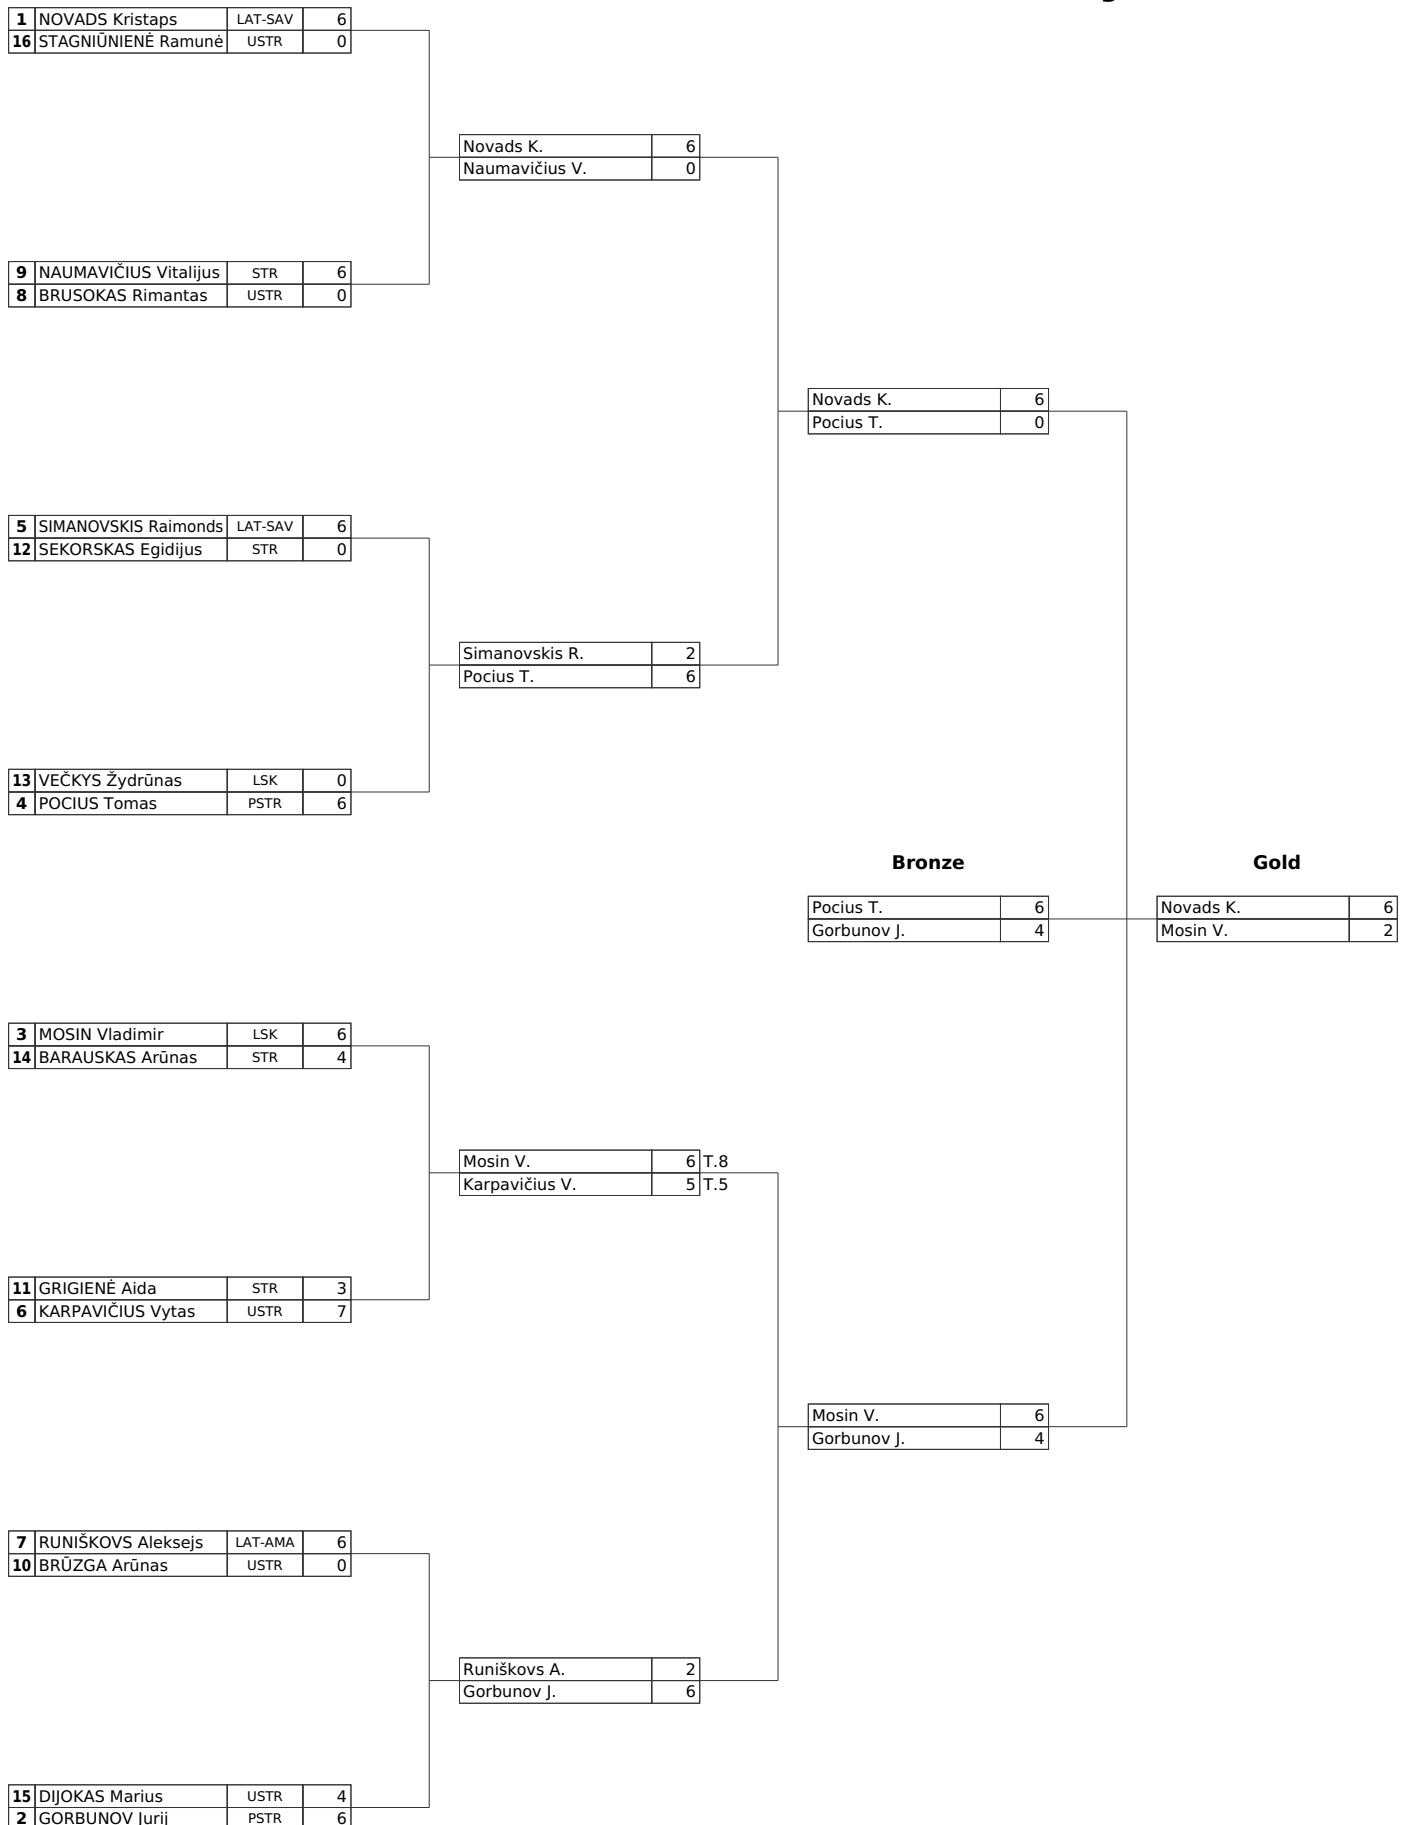 1 NOVADS Kristaps LAT-SAV 6
16 STAGNIŪNIENĖ Ramunė USTR 0
Novads K. 6
Naumavičius V. 0
9 NAUMAVIČIUS Vitalijus STR 6
8 BRUSOKAS Rimantas USTR 0
Novads K. 6
Pocius T. 0
5 SIMANOVSKIS Raimonds LAT-SAV 6
12 SEKORSKAS Egidijus STR 0
Simanovskis R. 2
Pocius T. 6
13 VEČKYS Žydrūnas LSK 0
4 POCIUS Tomas PSTR 6
Bronze Gold
Pocius T. 6 Novads K. 6
Gorbunov J. 4 Mosin V. 2
3 MOSIN Vladimir LSK 6
14 BARAUSKAS Arūnas STR 4
Mosin V. 6 T.8
Karpavičius V. 5 T.5
11 GRIGIENĖ Aida STR 3
6 KARPAVIČIUS Vytas USTR 7
Mosin V. 6
Gorbunov J. 4
7 RUNIŠKOVS Aleksejs LAT-AMA 6
10 BRŪZGA Arūnas USTR 0
Runiškovs A. 2
Gorbunov J. 6
15 DIJOKAS Marius USTR 4
2 GORBUNOV Jurij PSTR 6